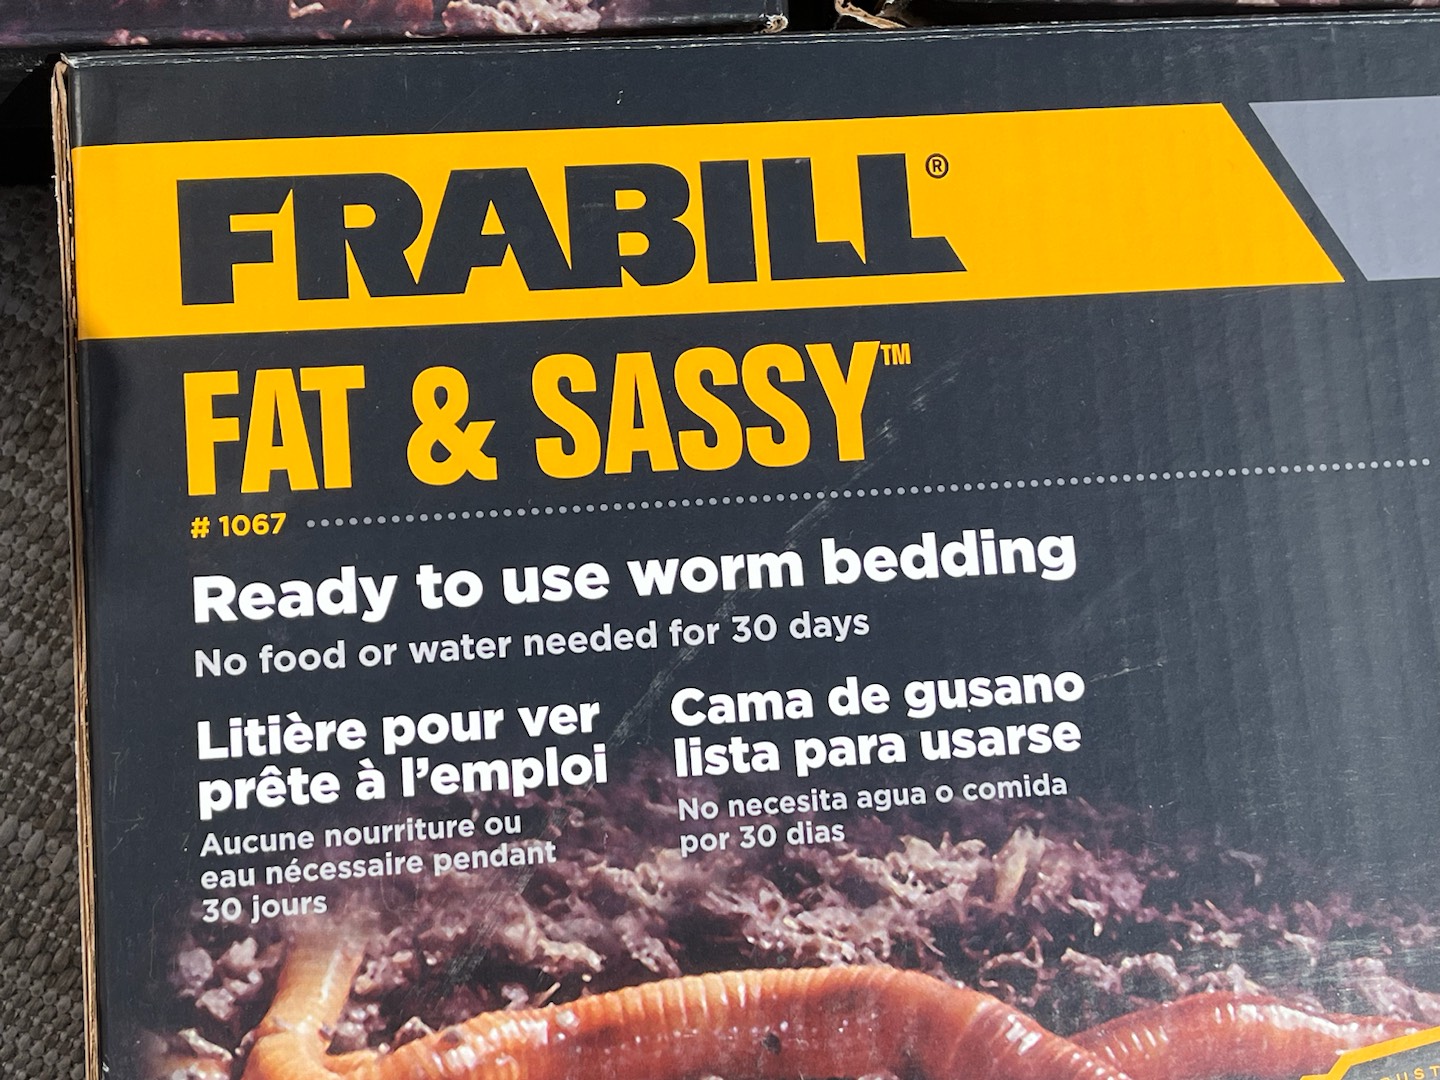 FRABILL®
FAT & SASSY™
# 1067
Ready to use worm bedding
No food or water needed for 30 days
Litière pour ver
prête à l'emploi
Aucune nourriture ou
eau nécessaire pendant
30 jours
Cama de gusano
lista para usarse
No necesita agua o comida
por 30 dias